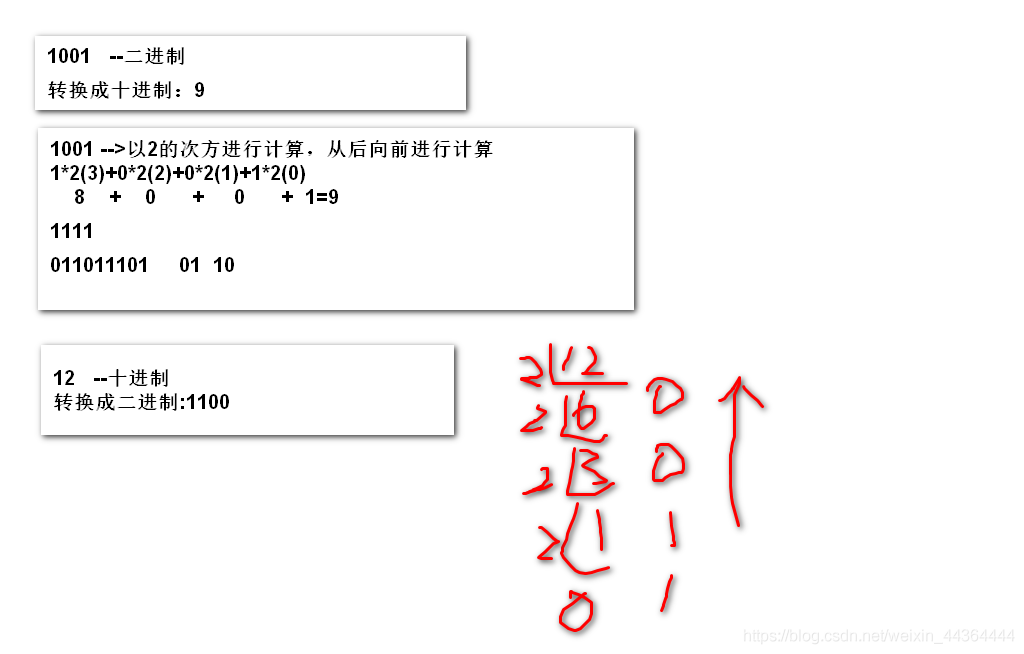 1001 --二进制
转换成十进制：9
1001 -->以2的次方进行计算，从后向前进行计算
1*2(3)+0*2(2)+0*2(1)+1*2(0)
8 + 0 + 0 + 1=9
1111
011011101 01 10
12 --十进制
转换成二进制:1100
2 12
2 6 0
2 3 0
2 1 1
0 1
https://blog.csdn.net/weixin_44364444